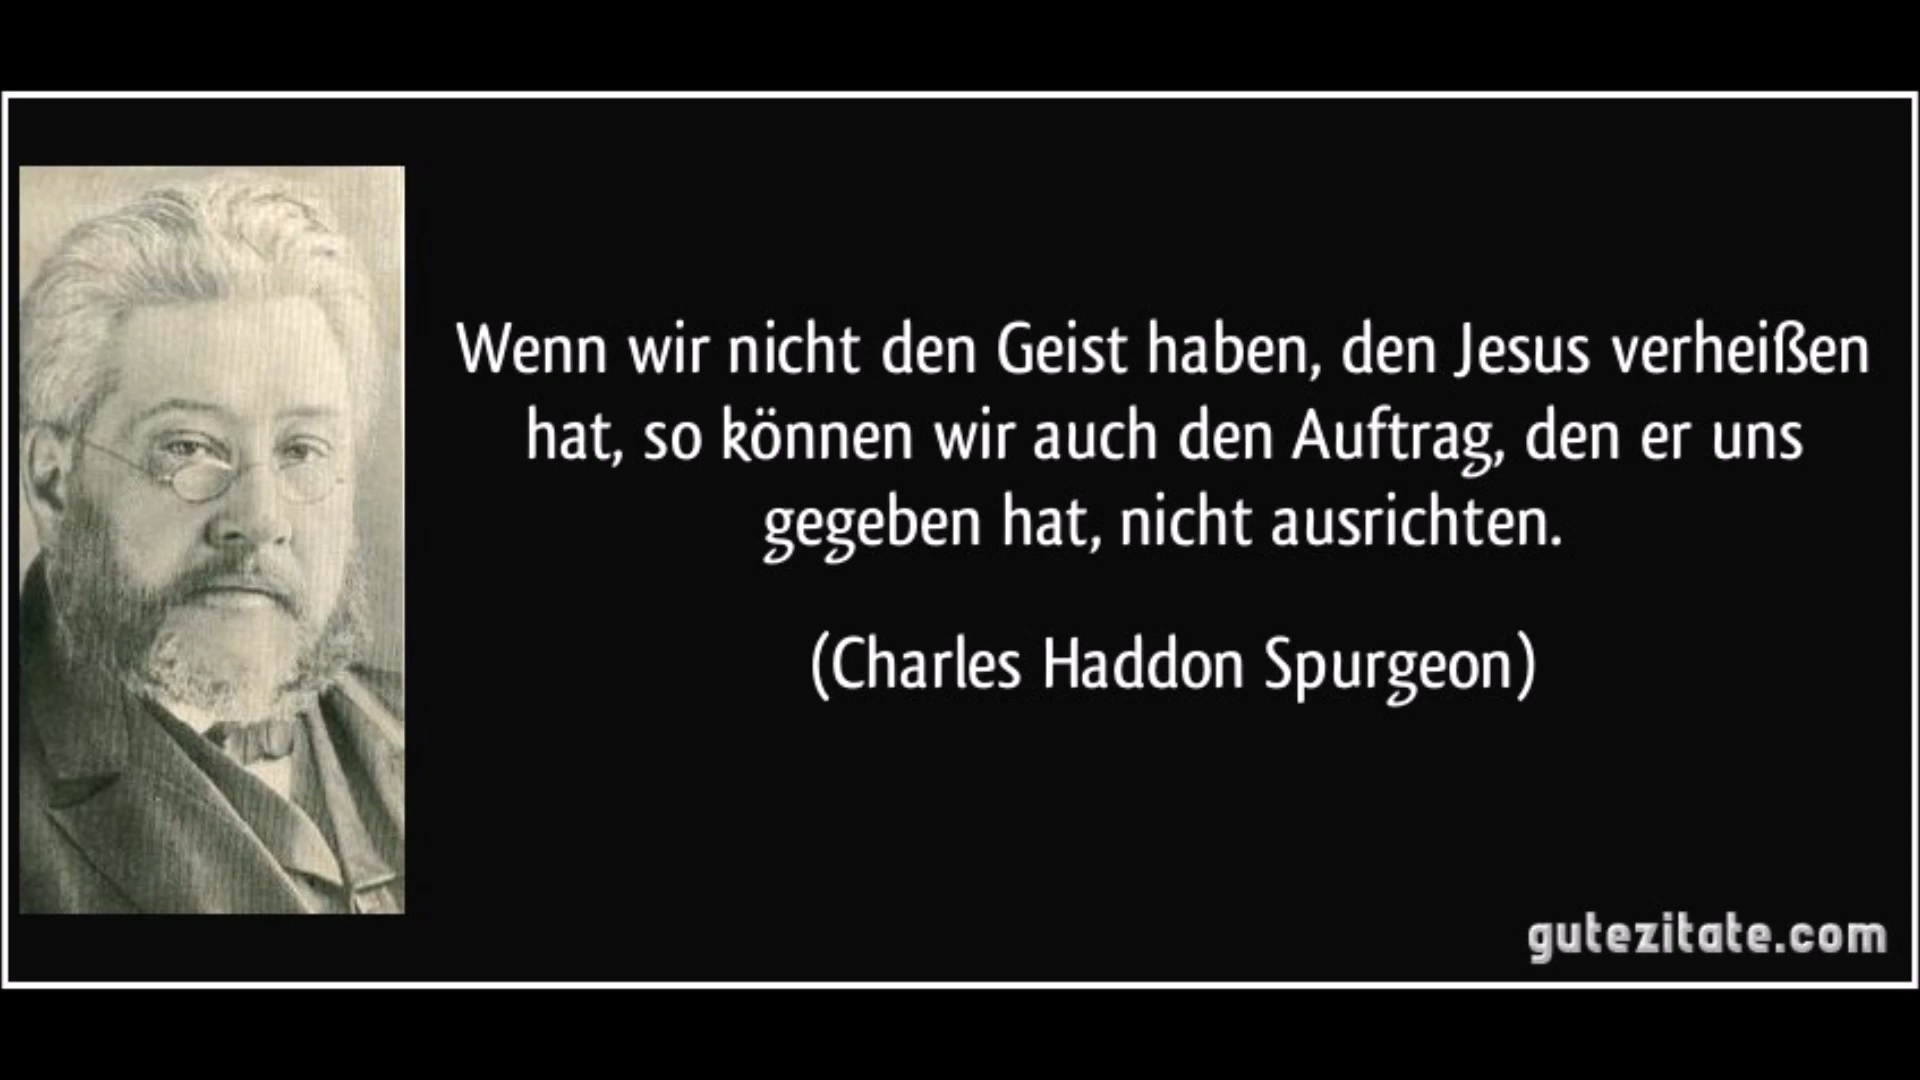 Wenn wir nicht den Geist haben, den Jesus verheißen
hat, so können wir auch den Auftrag, den er uns
gegeben hat, nicht ausrichten.
(Charles Haddon Spurgeon)
gutezitate.com